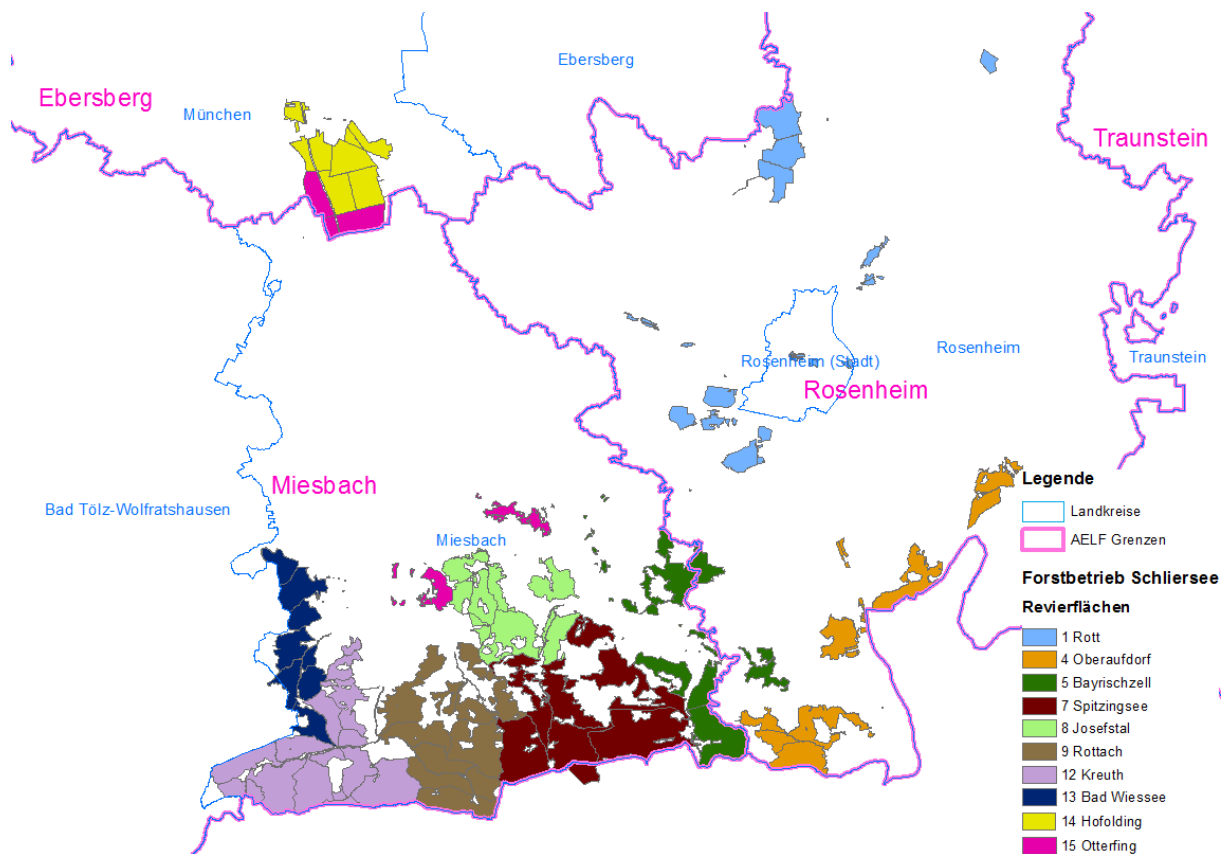 Ebersberg
Ebersberg
München
Traunstein
Rosenheim
Traunstein
Rosenheim (Stadt)
Rosenheim
Miesbach
Bad Tölz-Wolfratshausen
Miesbach
Legende
Landkreise
AELF Grenzen
Forstbetrieb Schliersee
Revierflächen
1 Rott
4 Oberaufdorf
5 Bayrischzell
7 Spitzingsee
8 Josefstal
9 Rottach
12 Kreuth
13 Bad Wiessee
14 Hofolding
15 Otterfing